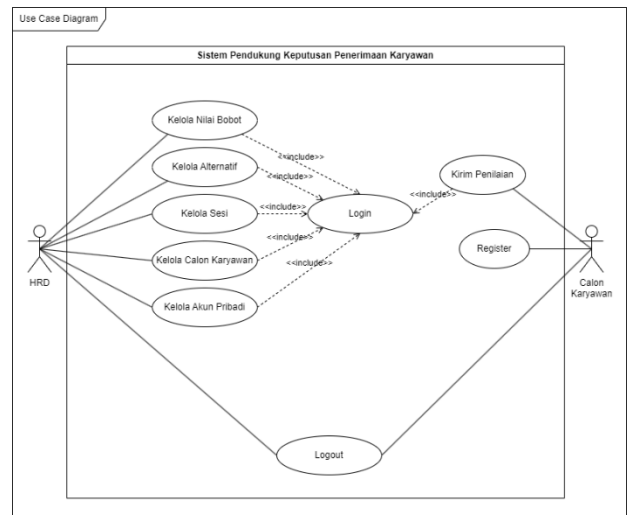 Use Case Diagram
Sistem Pendukung Keputusan Penerimaan Karyawan
Kelola Nilai Bobot
<<include>>
Kelola Alternatif
<<include>>
Kirim Penilaian
<<include>>
Kelola Sesi
<<include>>
Login
<<include>>
Kelola Calon Karyawan
<<include>>
Register
Kelola Akun Pribadi
HRD
Calon
Karyawan
Logout